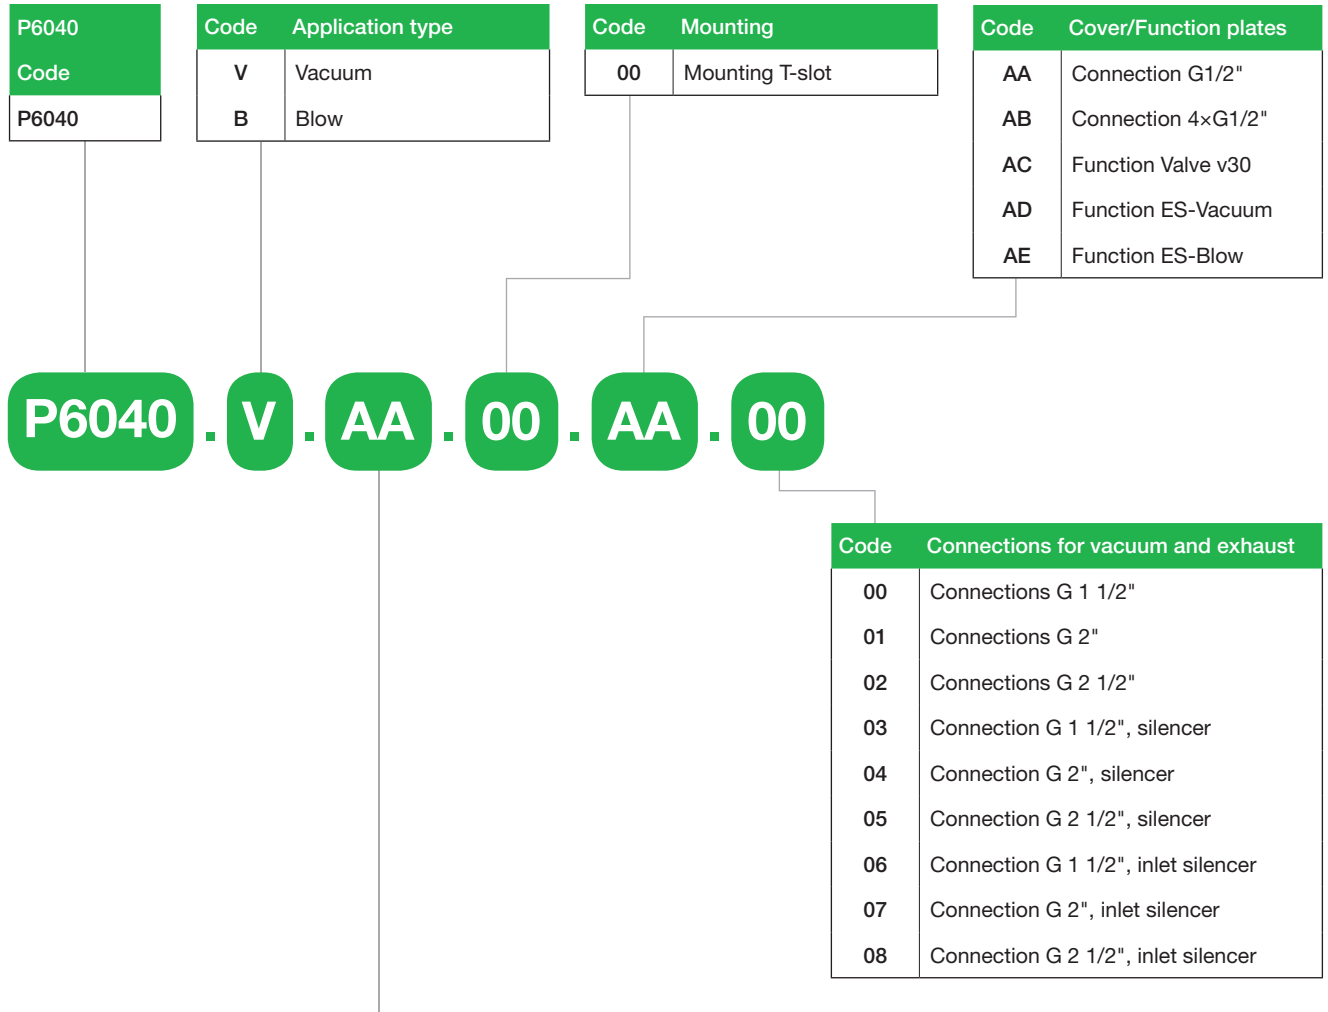 P6040
Code
P6040
Code Application type
V Vacuum
B Blow
Code Mounting
00 Mounting T-slot
Code Cover/Function plates
AA Connection G1/2"
AB Connection 4×G1/2"
AC Function Valve v30
AD Function ES-Vacuum
AE Function ES-Blow
P6040.V.AA.00.AA.00
Code Connections for vacuum and exhaust
00 Connections G 1 1/2"
01 Connections G 2"
02 Connections G 2 1/2"
03 Connection G 1 1/2", silencer
04 Connection G 2", silencer
05 Connection G 2 1/2", silencer
06 Connection G 1 1/2", inlet silencer
07 Connection G 2", inlet silencer
08 Connection G 2 1/2", inlet silencer